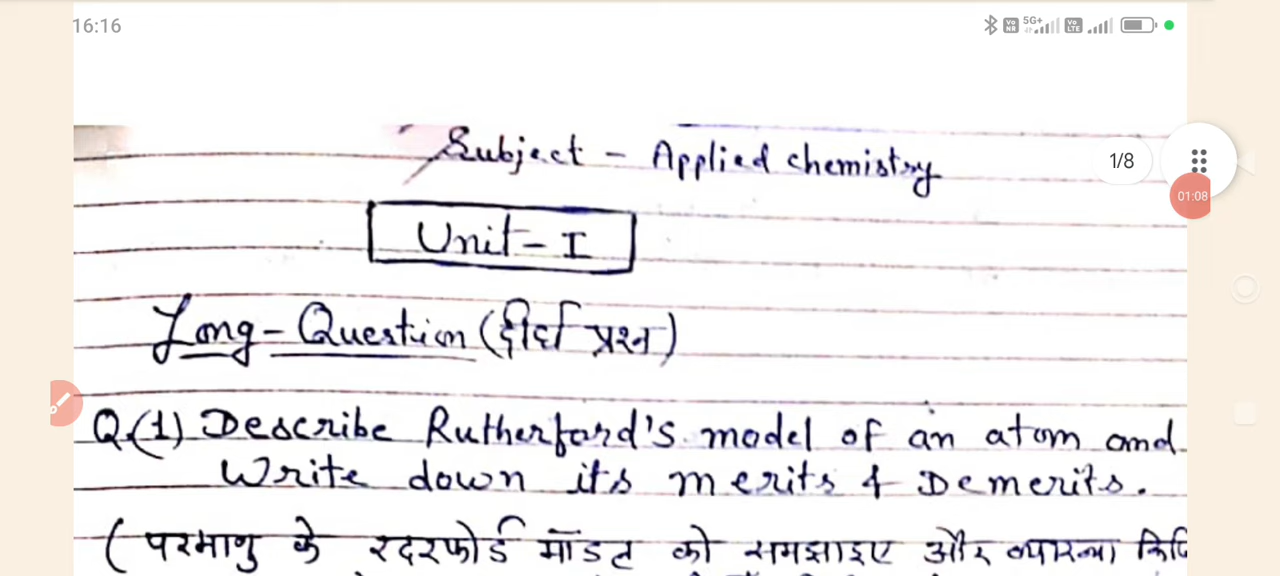 16:16
5G+
1/8
01:08
Subject - Applied chemistry
Unit - I
Long - Question (दीर्घ प्रश्न)
Q.(1) Describe Rutherford's model of an atom and
Write down its merits & Demerits.
( परमाणु के रदरफोर्ड मॉडल को समझाइए और